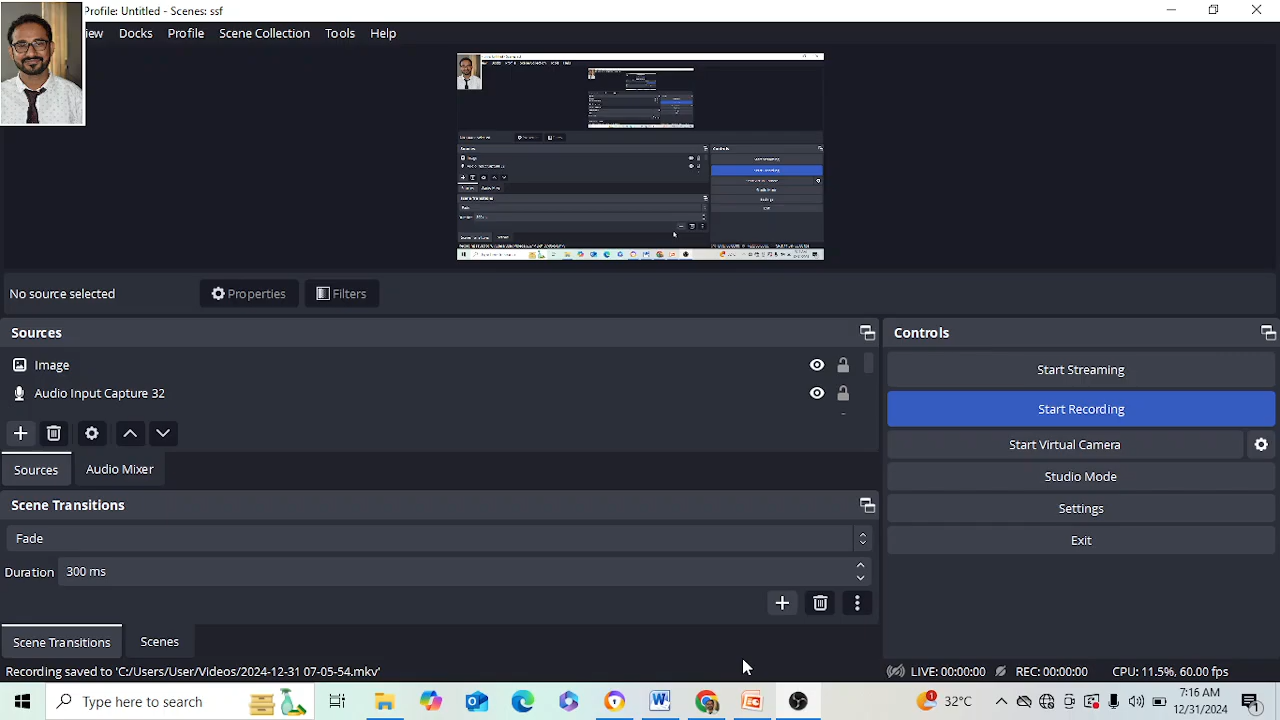 Profile: Untitled - Scenes: ssf
iew Docks Profile Scene Collection Tools Help
No source selected Properties Filters
Sources
Image
Audio Input Capture 32
Sources Audio Mixer
Scene Transitions
Fade
Duration 300 ms
Scene Transitions Scenes
Controls
Start Streaming
Start Recording
Start Virtual Camera
Studio Mode
Settings
Exit
Recording saved to 'C:/Users/User/Videos/2024-12-31 07-05-54.mkv'
LIVE: 00:00:00 REC: 00:00:00 CPU: 11.5%, 60.00 fps
Type here to search
32°C
7:16 AM
12/31/2024